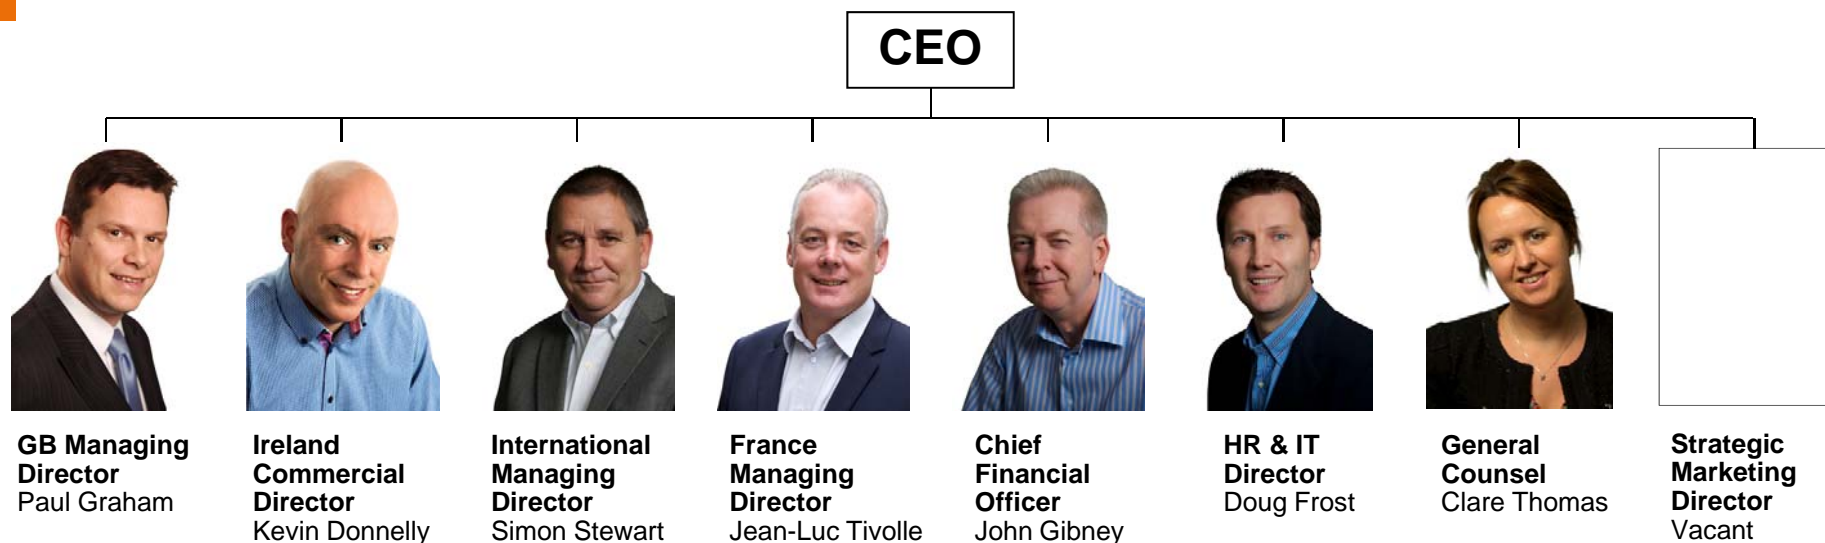 CEO
GB Managing
Director
Paul Graham
Ireland
Commercial
Director
Kevin Donnelly
International
Managing
Director
Simon Stewart
France
Managing
Director
Jean-Luc Tivolle
Chief
Financial
Officer
John Gibney
HR & IT
Director
Doug Frost
General
Counsel
Clare Thomas
Strategic
Marketing
Director
Vacant